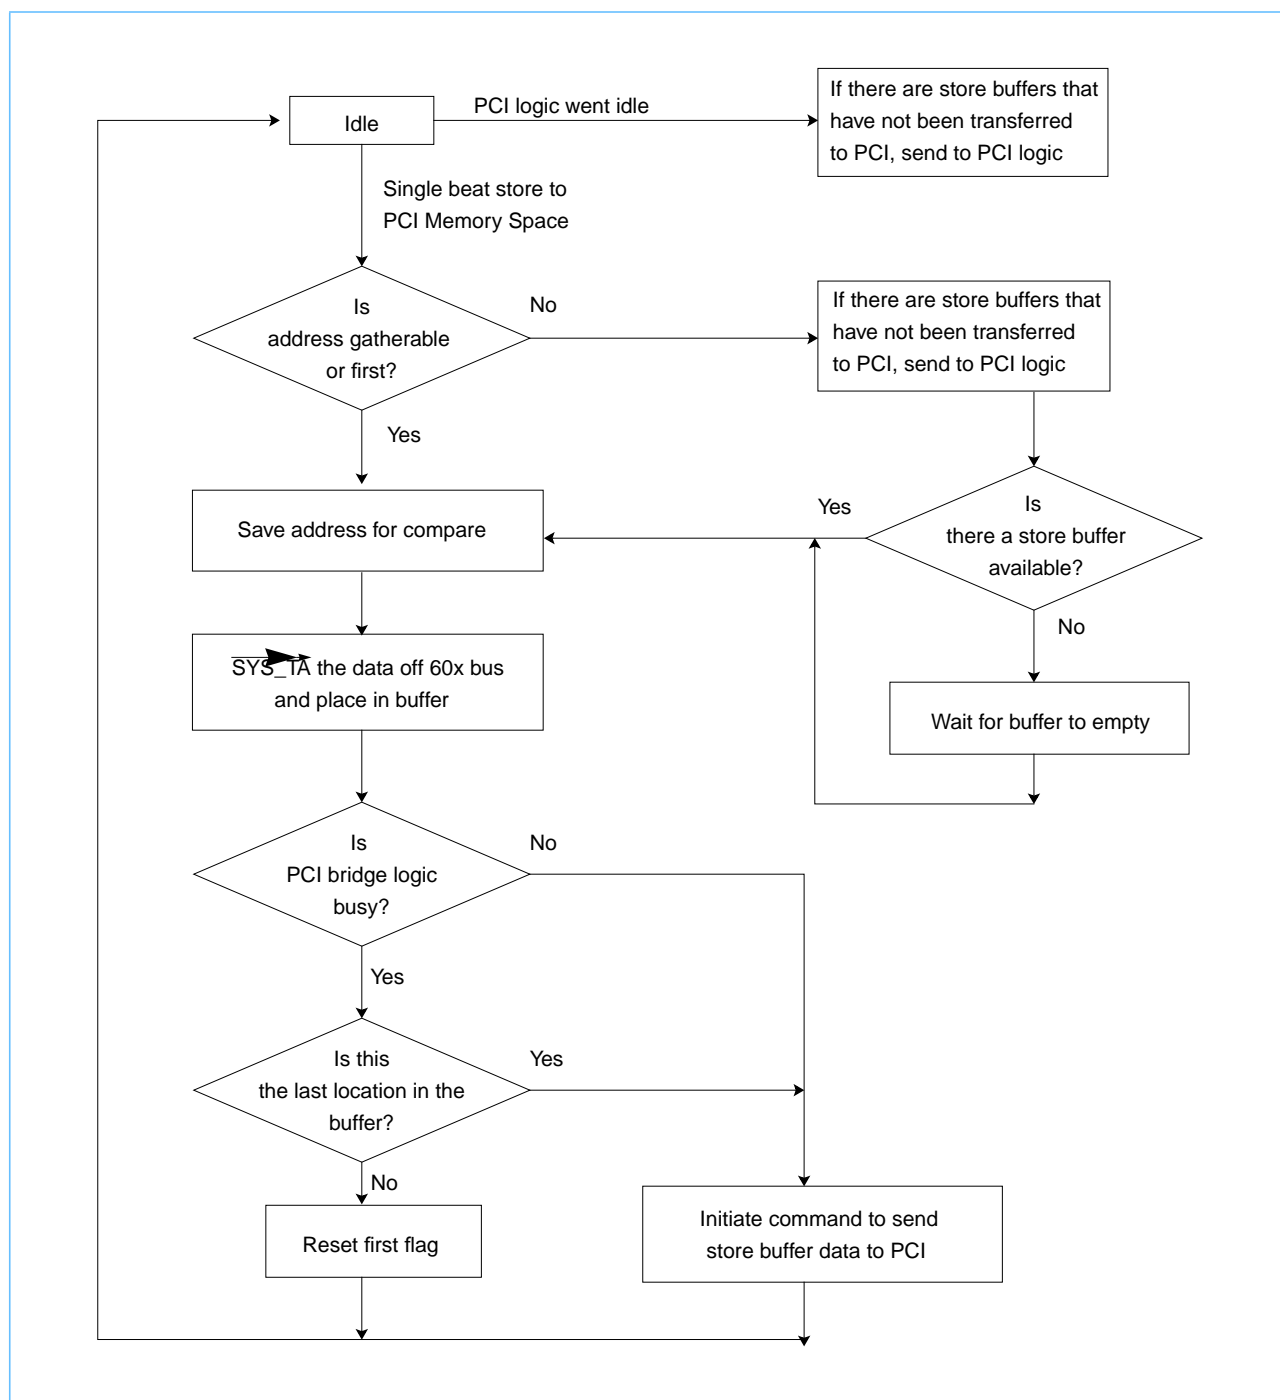 Idle
PCI logic went idle
If there are store buffers that
have not been transferred
to PCI, send to PCI logic
Single beat store to
PCI Memory Space
Is
address gatherable
or first?
No
If there are store buffers that
have not been transferred
to PCI, send to PCI logic
Yes
Save address for compare
Yes
Is
there a store buffer
available?
No
Wait for buffer to empty
SYS_TA the data off 60x bus
and place in buffer
Is
PCI bridge logic
busy?
No
Yes
Is this
the last location in the
buffer?
Yes
No
Reset first flag
Initiate command to send
store buffer data to PCI